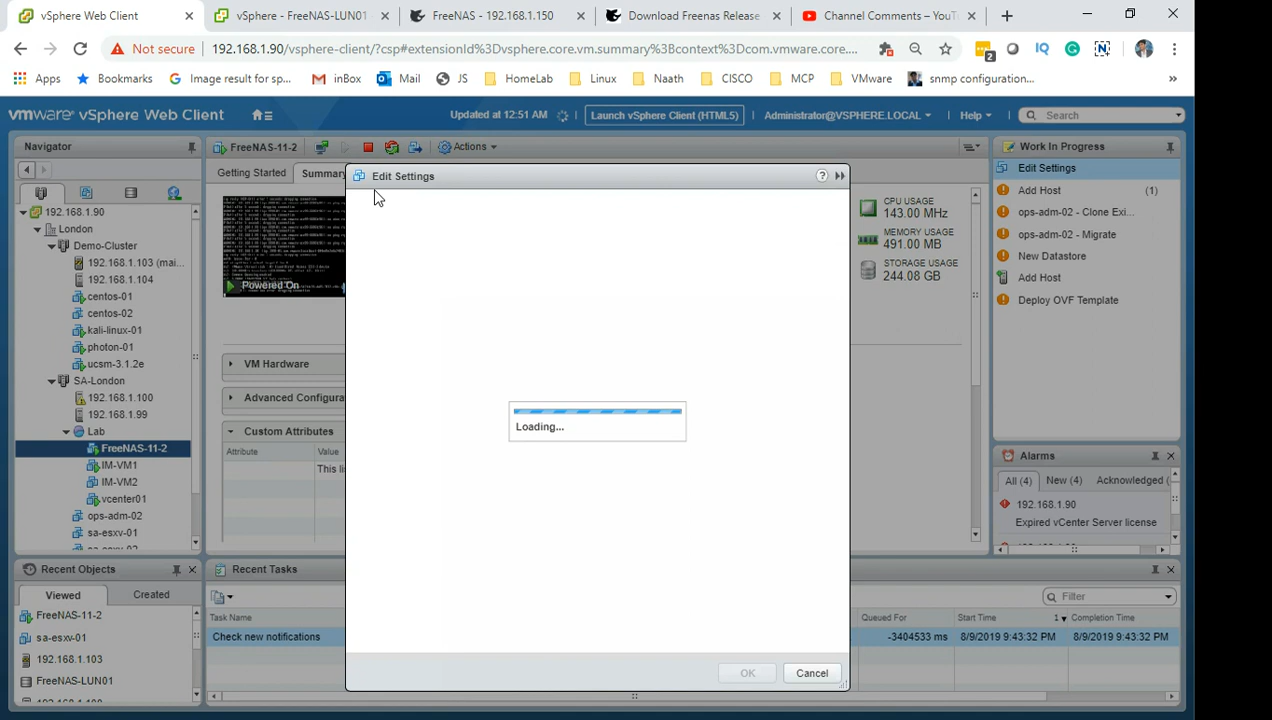 vSphere Web Client
vSphere - FreeNAS-LUN01
FreeNAS - 192.168.1.150
Download Freenas Release
Channel Comments – YouT
Not secure
192.168.1.90/vsphere-client/?csp#extensionId%3Dvsphere.core.vm.summary%3Bcontext%3Dcom.vmware.core....
2
IQ
N
Apps
Bookmarks
Image result for sp...
inBox
Mail
JS
HomeLab
Linux
Naath
CISCO
MCP
VMware
snmp configuration...
»
vmware® vSphere Web Client
Updated at 12:51 AM
Launch vSphere Client (HTML5)
Administrator@VSPHERE.LOCAL
Help
Search
Navigator
FreeNAS-11-2
Actions
Work In Progress
Getting Started
Summary
Edit Settings
Edit Settings
Add Host
(1)
ops-adm-02 - Clone Exi...
ops-adm-02 - Migrate
New Datastore
Add Host
Deploy OVF Template
192.168.1.90
London
Demo-Cluster
192.168.1.103 (mai...
192.168.1.104
centos-01
centos-02
kali-linux-01
photon-01
ucsm-3.1.2e
SA-London
192.168.1.100
192.168.1.99
Lab
FreeNAS-11-2
IM-VM1
IM-VM2
vcenter01
ops-adm-02
sa-esxv-01
Powered On
CPU USAGE
143.00 MHz
MEMORY USAGE
491.00 MB
STORAGE USAGE
244.08 GB
VM Hardware
Advanced Configura
Custom Attributes
Attribute
Value
This lis
Loading...
OK
Cancel
Alarms
All (4)
New (4)
Acknowledged (
192.168.1.90
Expired vCenter Server license
Recent Objects
Viewed
Created
FreeNAS-11-2
sa-esxv-01
192.168.1.103
FreeNAS-LUN01
Recent Tasks
Filter
Task Name
Queued For
Start Time
1
Completion Time
Check new notifications
-3404533 ms
8/9/2019 9:43:32 PM
8/9/2019 9:43:32 PM